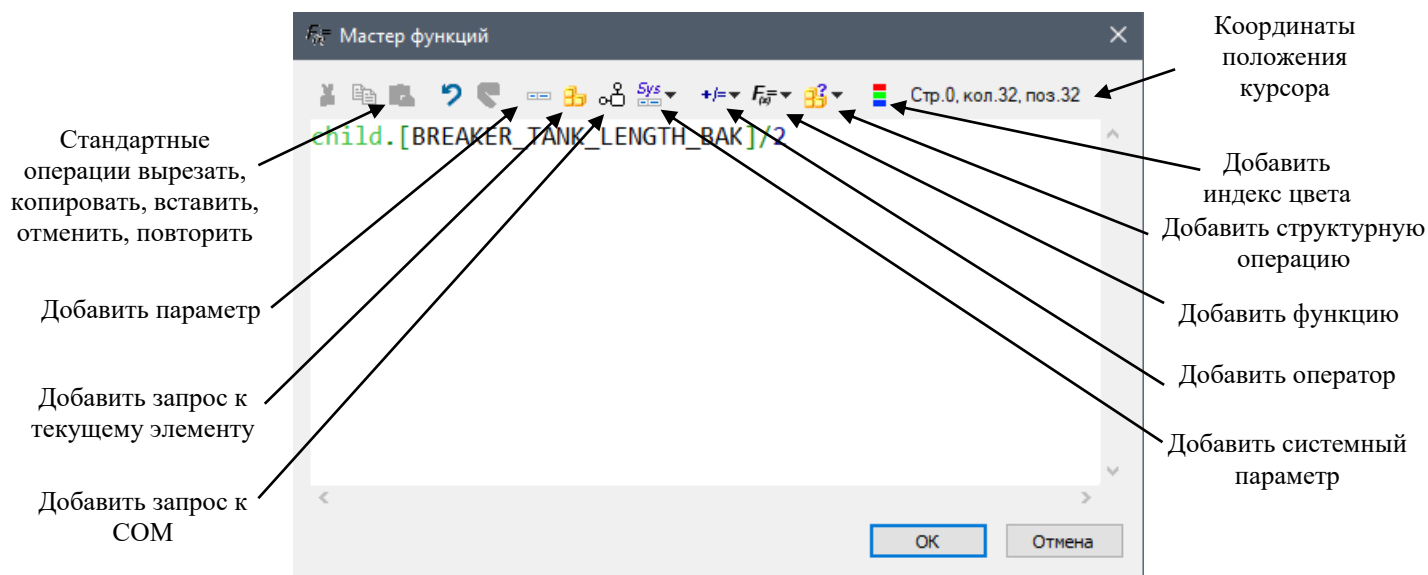 Мастер функций
Sys
+/=
F(x)=
?
Стр.0, кол.32, поз.32
child.[BREAKER_TANK_LENGTH_BAK]/2
OK
Отмена
Стандартные
операции вырезать,
копировать, вставить,
отменить, повторить
Добавить параметр
Добавить запрос к
текущему элементу
Добавить запрос к
COM
Координаты
положения
курсора
Добавить
индекс цвета
Добавить структурную
операцию
Добавить функцию
Добавить оператор
Добавить системный
параметр